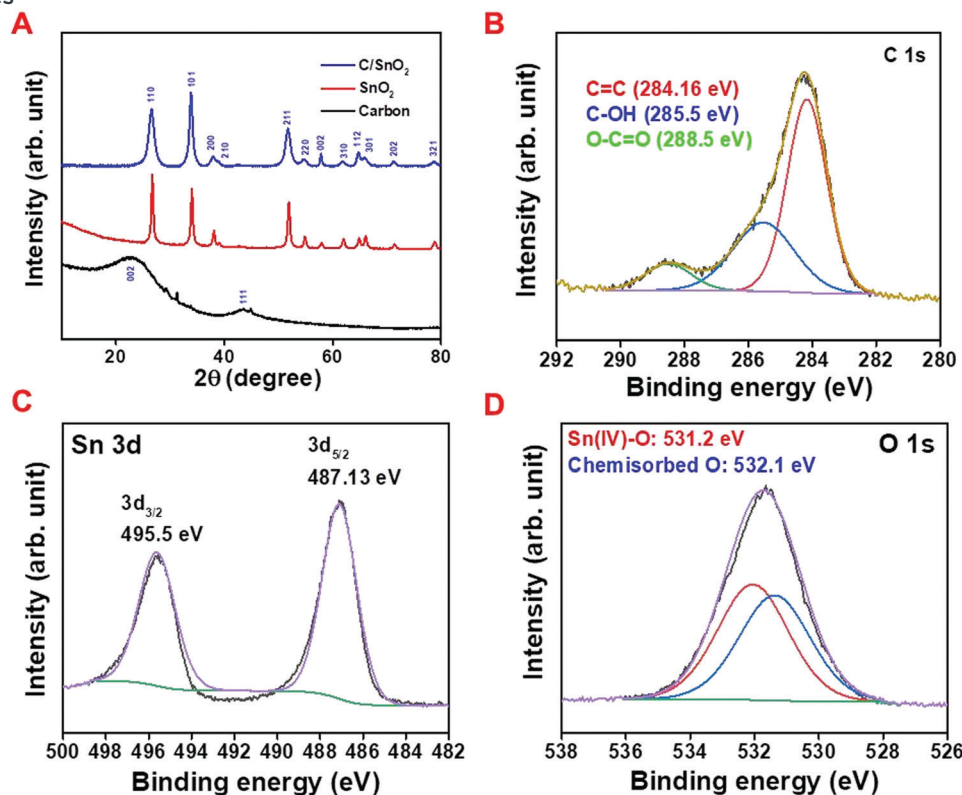 A
Intensity (arb. unit)
C/SnO₂
SnO₂
Carbon
110
101
200
210
211
220
002
310
112
301
202
321
002
111
20 40 60 80
2θ (degree)
B
C 1s
Intensity (arb. unit)
C=C (284.16 eV)
C-OH (285.5 eV)
O-C=O (288.5 eV)
292 290 288 286 284 282 280
Binding energy (eV)
C
Sn 3d
Intensity (arb. unit)
3d₃/₂
495.5 eV
3d₅/₂
487.13 eV
500 498 496 494 492 490 488 486 484 482
Binding energy (eV)
D
Intensity (arb. unit)
Sn(IV)-O: 531.2 eV
Chemisorbed O: 532.1 eV
O 1s
538 536 534 532 530 528 526
Binding energy (eV)